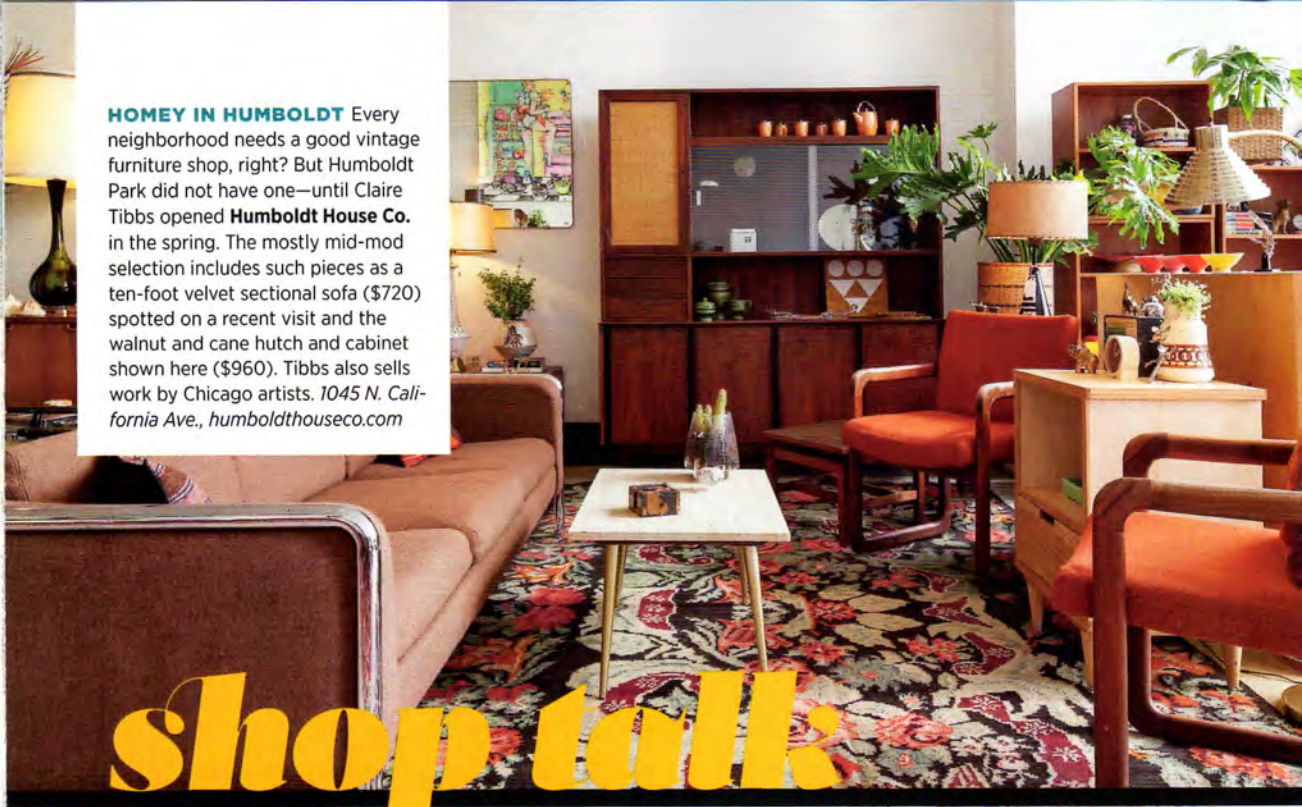 HOMEY IN HUMBOLDT Every
neighborhood needs a good vintage
furniture shop, right? But Humboldt
Park did not have one—until Claire
Tibbs opened Humboldt House Co.
in the spring. The mostly mid-mod
selection includes such pieces as a
ten-foot velvet sectional sofa ($720)
spotted on a recent visit and the
walnut and cane hutch and cabinet
shown here ($960). Tibbs also sells
work by Chicago artists. 1045 N. Cali-
fornia Ave., humboldthouseco.com
shop talk